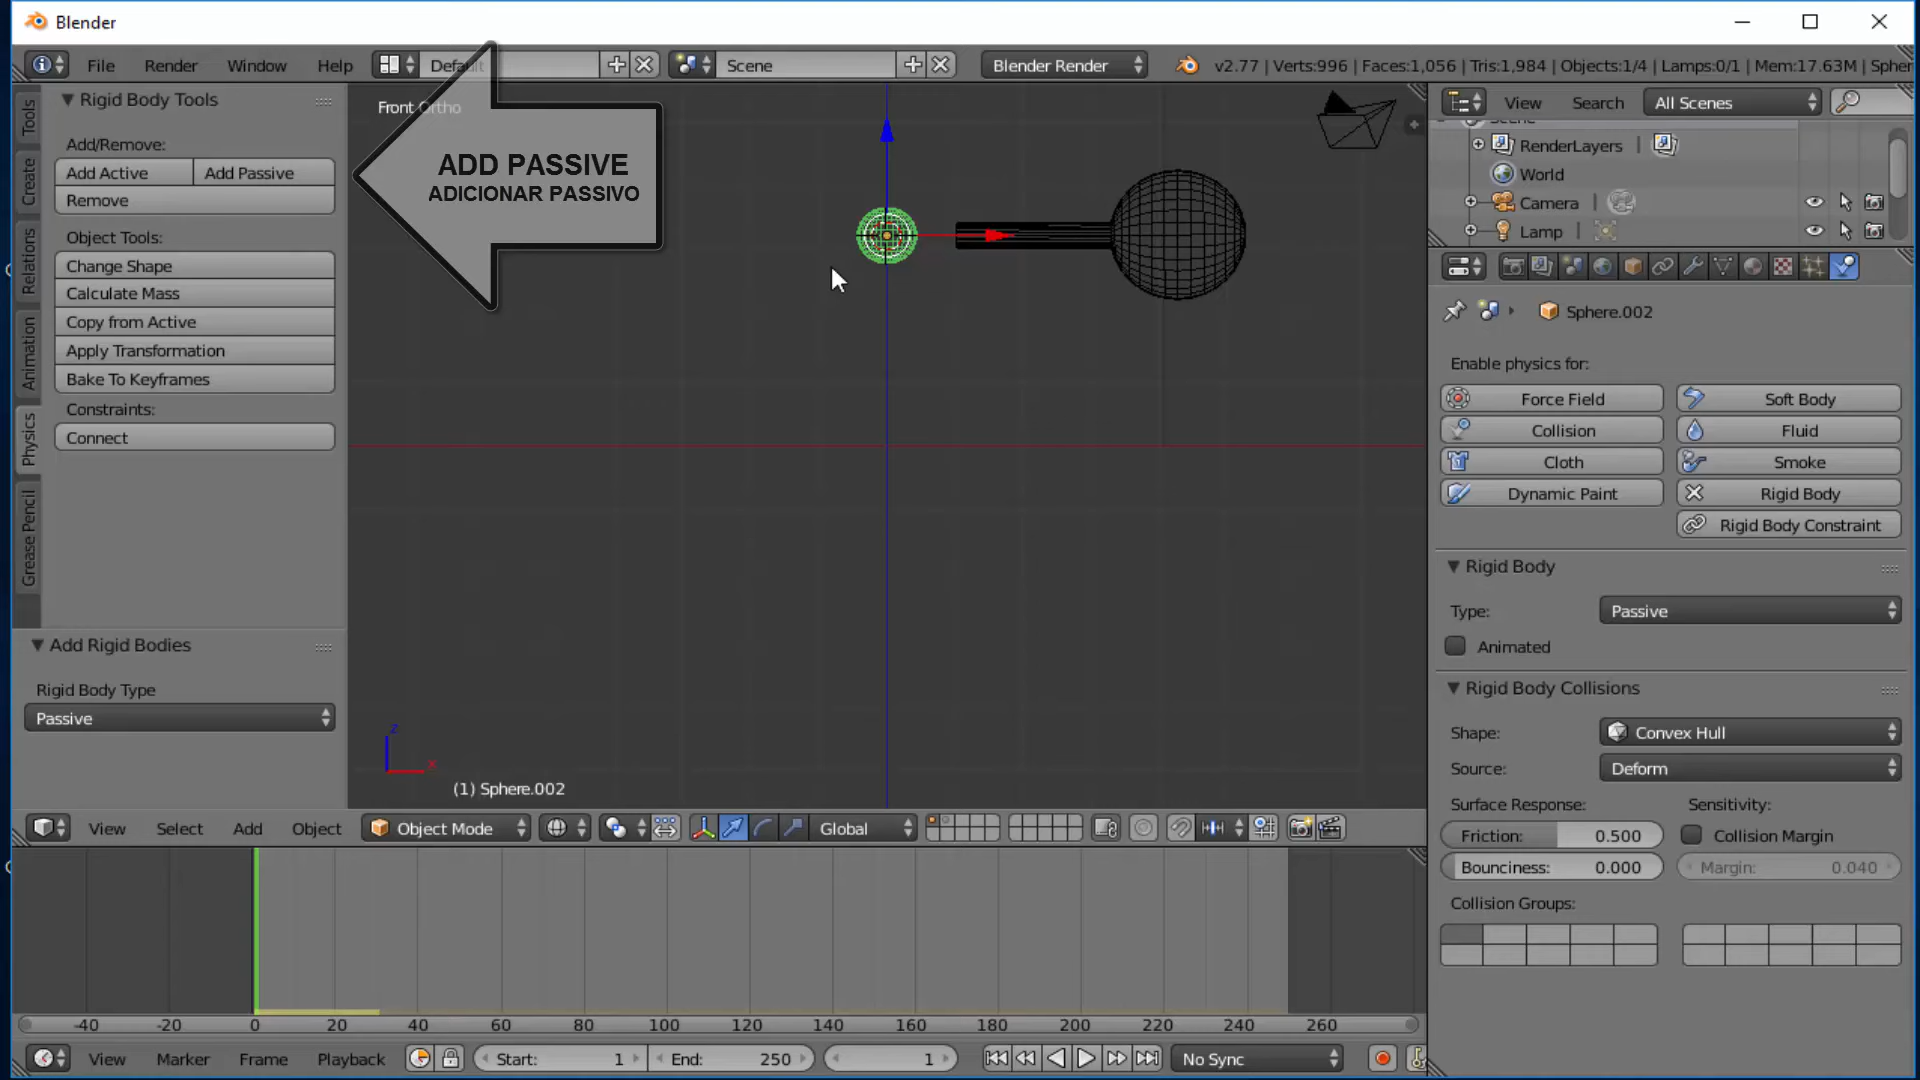 Blender
File Render Window Help Default Scene Blender Render v2.77 | Verts:996 | Faces:1,056 | Tris:1,984 | Objects:1/4 | Lamps:0/1 | Mem:17.63M | Spher
Rigid Body Tools
Add/Remove:
Add Active Add Passive
Remove
Object Tools:
Change Shape
Calculate Mass
Copy from Active
Apply Transformation
Bake To Keyframes
Constraints:
Connect
Tools
Create
Relations
Animation
Physics
Grease Pencil
Add Rigid Bodies
Rigid Body Type
Passive
Front Ortho
ADD PASSIVE
ADICIONAR PASSIVO
z
x
(1) Sphere.002
View Select Add Object Object Mode Global
-40 -20 0 20 40 60 80 100 120 140 160 180 200 220 240 260
View Marker Frame Playback Start: 1 End: 250 1 No Sync
View Search All Scenes
Scene
RenderLayers |
World
Camera
Lamp
Sphere.002
Enable physics for:
Force Field Soft Body
Collision Fluid
Cloth Smoke
Dynamic Paint Rigid Body
Rigid Body Constraint
Rigid Body
Type: Passive
Animated
Rigid Body Collisions
Shape: Convex Hull
Source: Deform
Surface Response: Sensitivity:
Friction: 0.500 Collision Margin
Bounciness: 0.000 Margin: 0.040
Collision Groups: